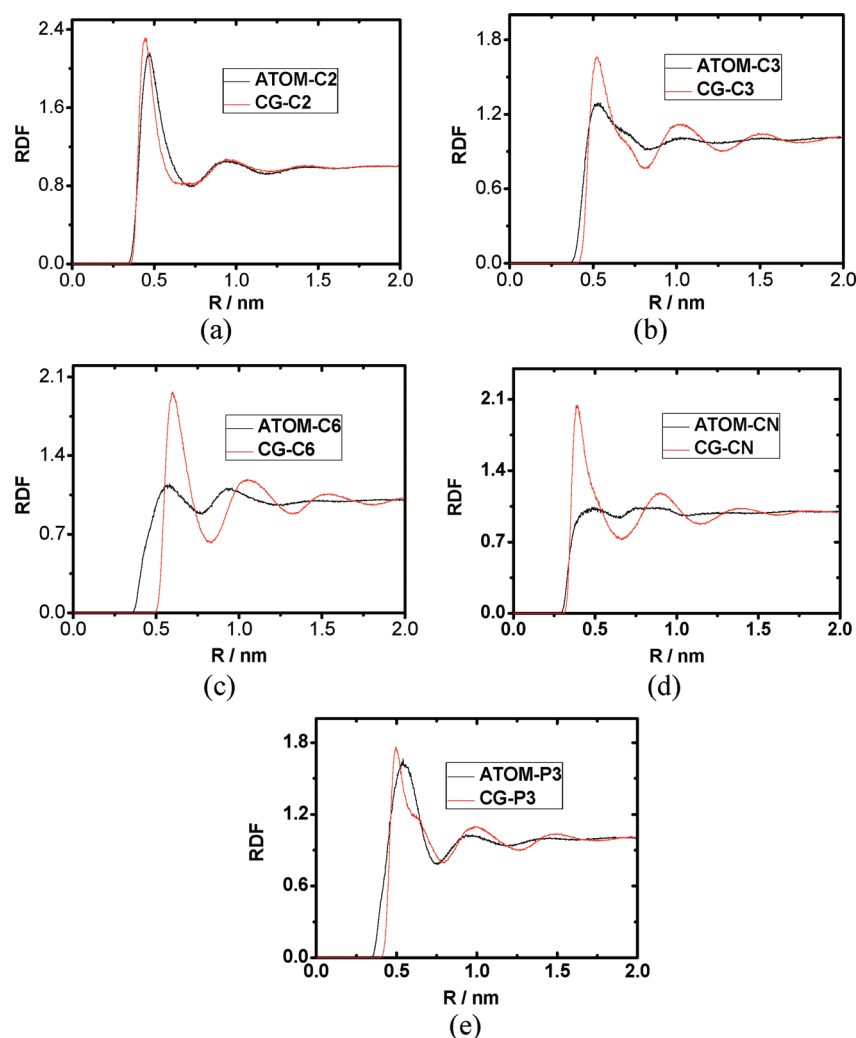 2.4
1.6
0.8
0.0
RDF
ATOM-C2
CG-C2
0.0 0.5 1.0 1.5 2.0
R / nm
(a)
1.8
1.2
0.6
0.0
RDF
ATOM-C3
CG-C3
0.0 0.5 1.0 1.5 2.0
R / nm
(b)
2.1
1.4
0.7
0.0
RDF
ATOM-C6
CG-C6
0.0 0.5 1.0 1.5 2.0
R / nm
(c)
2.1
1.4
0.7
0.0
RDF
ATOM-CN
CG-CN
0.0 0.5 1.0 1.5 2.0
R / nm
(d)
1.8
1.2
0.6
0.0
RDF
ATOM-P3
CG-P3
0.0 0.5 1.0 1.5 2.0
R / nm
(e)